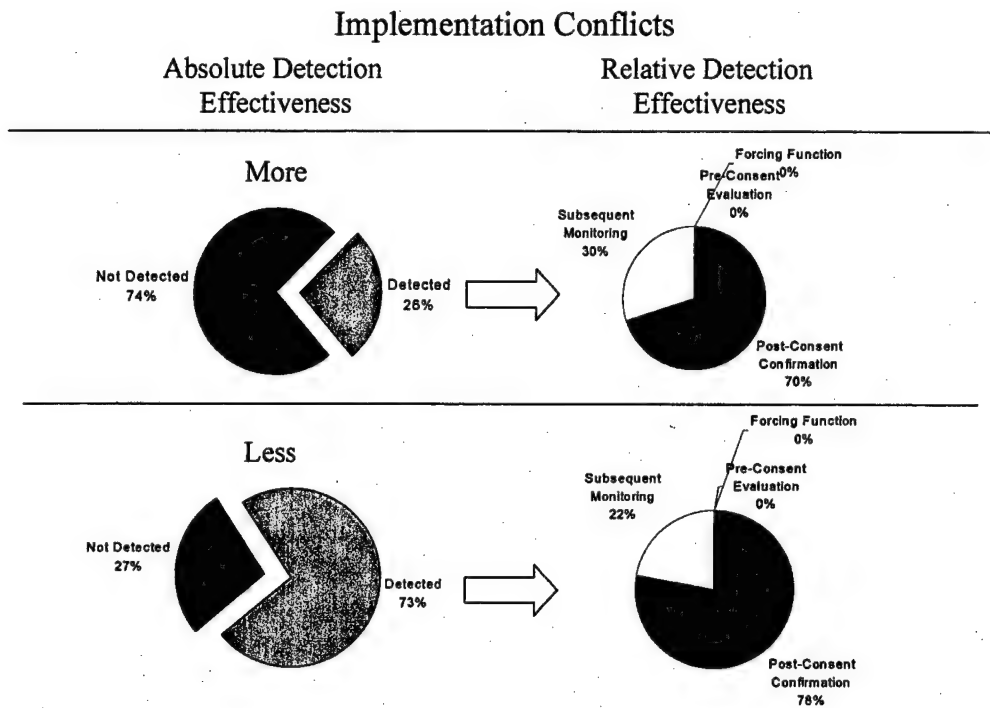 Implementation Conflicts
Absolute Detection
Effectiveness
Relative Detection
Effectiveness
More
Not Detected
74%
Detected
26%
Forcing Function
0%
Pre-Consent
Evaluation
0%
Subsequent
Monitoring
30%
Post-Consent
Confirmation
70%
Less
Not Detected
27%
Detected
73%
Forcing Function
0%
Pre-Consent
Evaluation
0%
Subsequent
Monitoring
22%
Post-Consent
Confirmation
78%